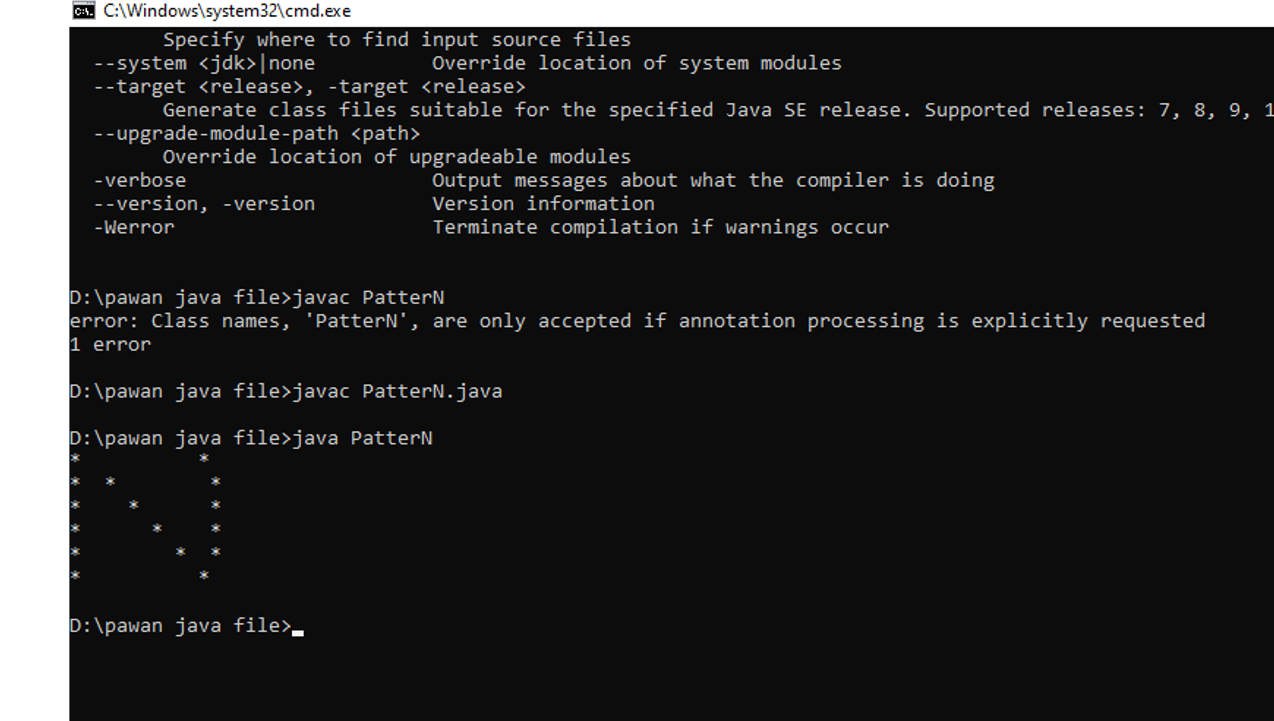 C:\Windows\system32\cmd.exe
        Specify where to find input source files
  --system <jdk>|none          Override location of system modules
  --target <release>, -target <release>
        Generate class files suitable for the specified Java SE release. Supported releases: 7, 8, 9, 1
  --upgrade-module-path <path>
        Override location of upgradeable modules
  -verbose                     Output messages about what the compiler is doing
  --version, -version          Version information
  -Werror                      Terminate compilation if warnings occur
D:\pawan java file>javac PatterN
error: Class names, 'PatterN', are only accepted if annotation processing is explicitly requested
1 error
D:\pawan java file>javac PatterN.java
D:\pawan java file>java PatterN
*          *
*  *        *
*    *      *
*      *    *
*        * *
*          *
D:\pawan java file>